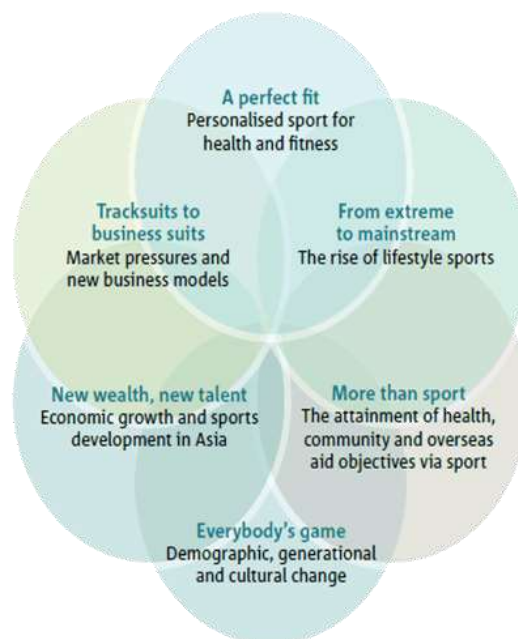 A perfect fit
Personalised sport for
health and fitness
Tracksuits to
business suits
Market pressures and
new business models
From extreme
to mainstream
The rise of lifestyle sports
New wealth, new talent
Economic growth and sports
development in Asia
More than sport
The attainment of health,
community and overseas
aid objectives via sport
Everybody's game
Demographic, generational
and cultural change